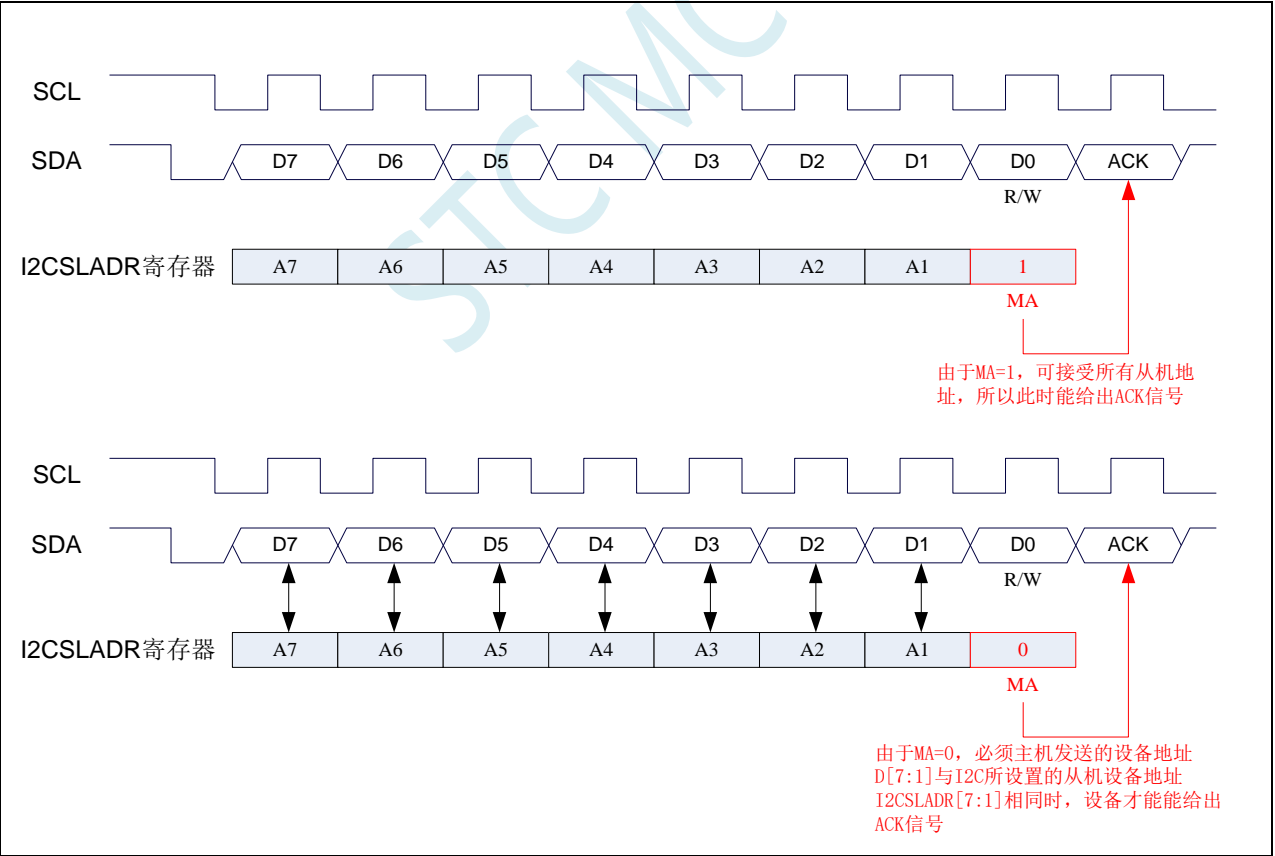 STC MC
SCL
SDA D7 D6 D5 D4 D3 D2 D1 D0 ACK
R/W
I2CSLADR寄存器 A7 A6 A5 A4 A3 A2 A1 1
MA
由于MA=1，可接受所有从机地
址，所以此时能给出ACK信号
SCL
SDA D7 D6 D5 D4 D3 D2 D1 D0 ACK
R/W
I2CSLADR寄存器 A7 A6 A5 A4 A3 A2 A1 0
MA
由于MA=0，必须主机发送的设备地址
D[7:1]与I2C所设置的从机设备地址
I2CSLADR[7:1]相同时，设备才能能给出
ACK信号